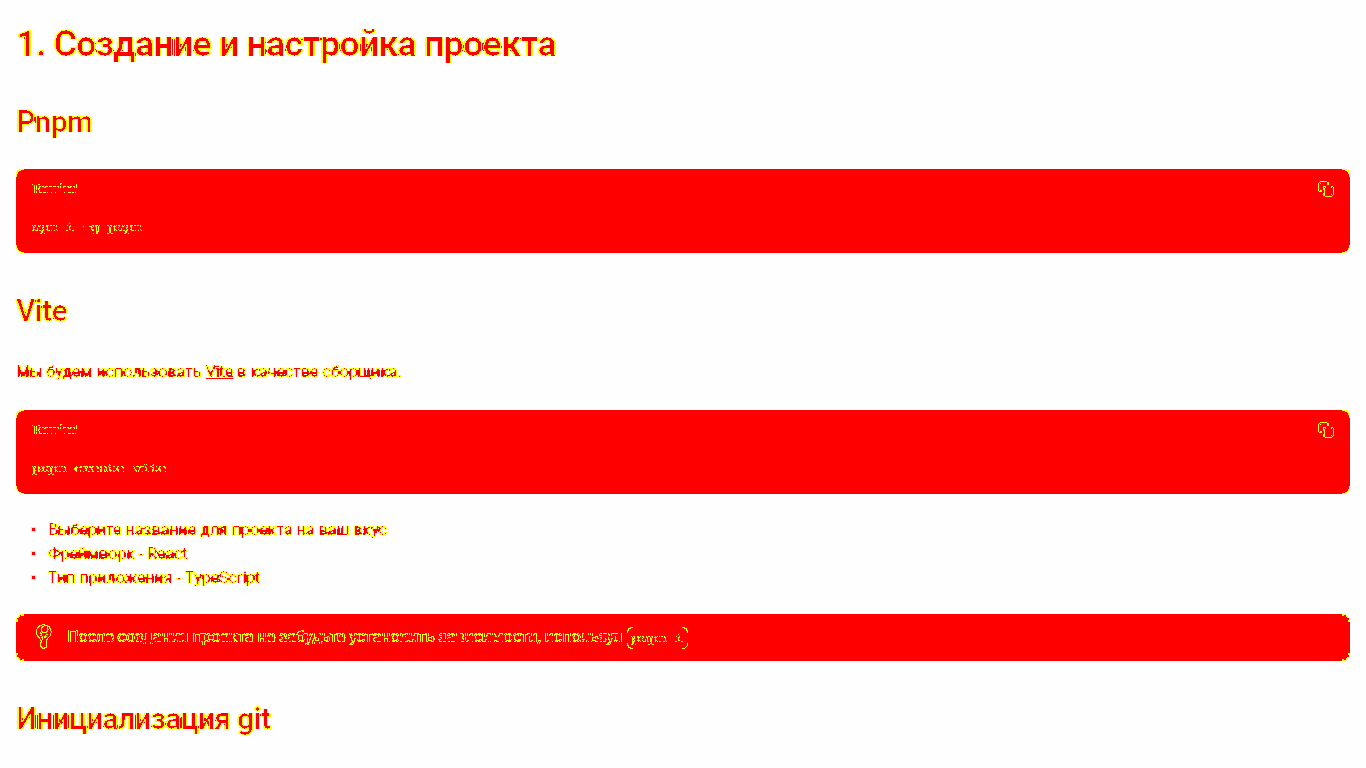 1. Создание и настройка проекта
Pnpm
Terminal
npm i -g pnpm
Vite
Мы будем использовать Vite в качестве сборщика.
Terminal
pnpm create vite
Выберите название для проекта на ваш вкус
Фреймворк - React
Тип приложения - TypeScript
После создания проекта не забудьте установить зависимости, используя pnpm i
Инициализация git